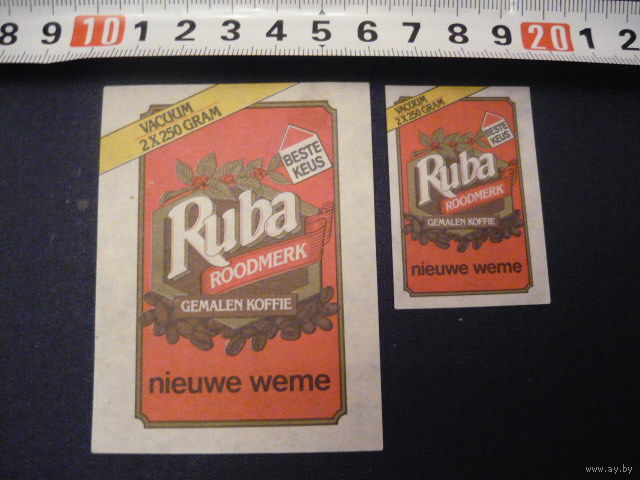 8 9 10 1 2 3 4 5 6 7 8 9 20 1 2
VACUUM
2 X 250 GRAM
BESTE
KEUS
Ruba
ROODMERK
GEMALEN KOFFIE
nieuwe weme
VACUUM
2 X 250 GRAM
BESTE
KEUS
Ruba
ROODMERK
GEMALEN KOFFIE
nieuwe weme
www.ay.by